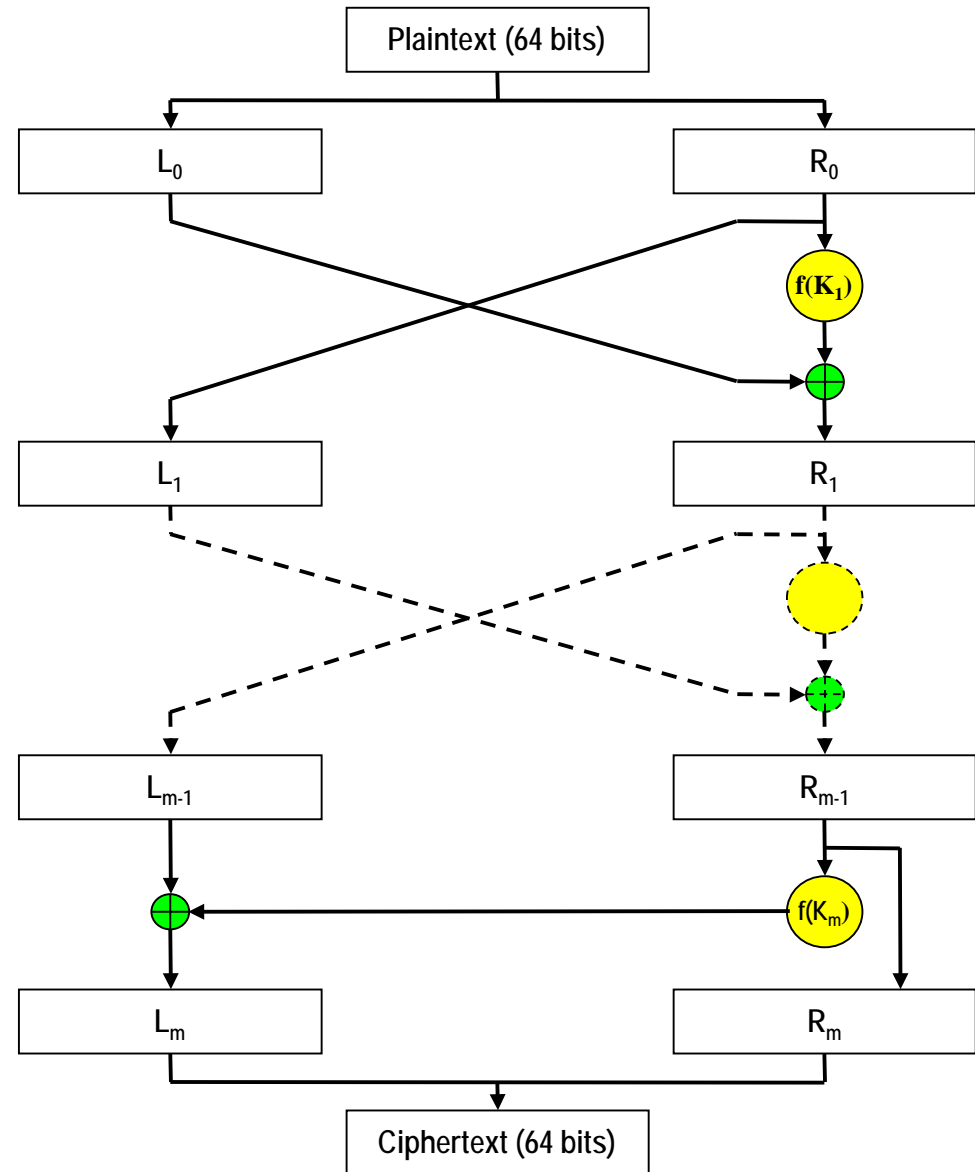 Plaintext (64 bits)
L₀
R₀
f(K₁)
L₁
R₁
Lₘ₋₁
Rₘ₋₁
f(Kₘ)
Lₘ
Rₘ
Ciphertext (64 bits)